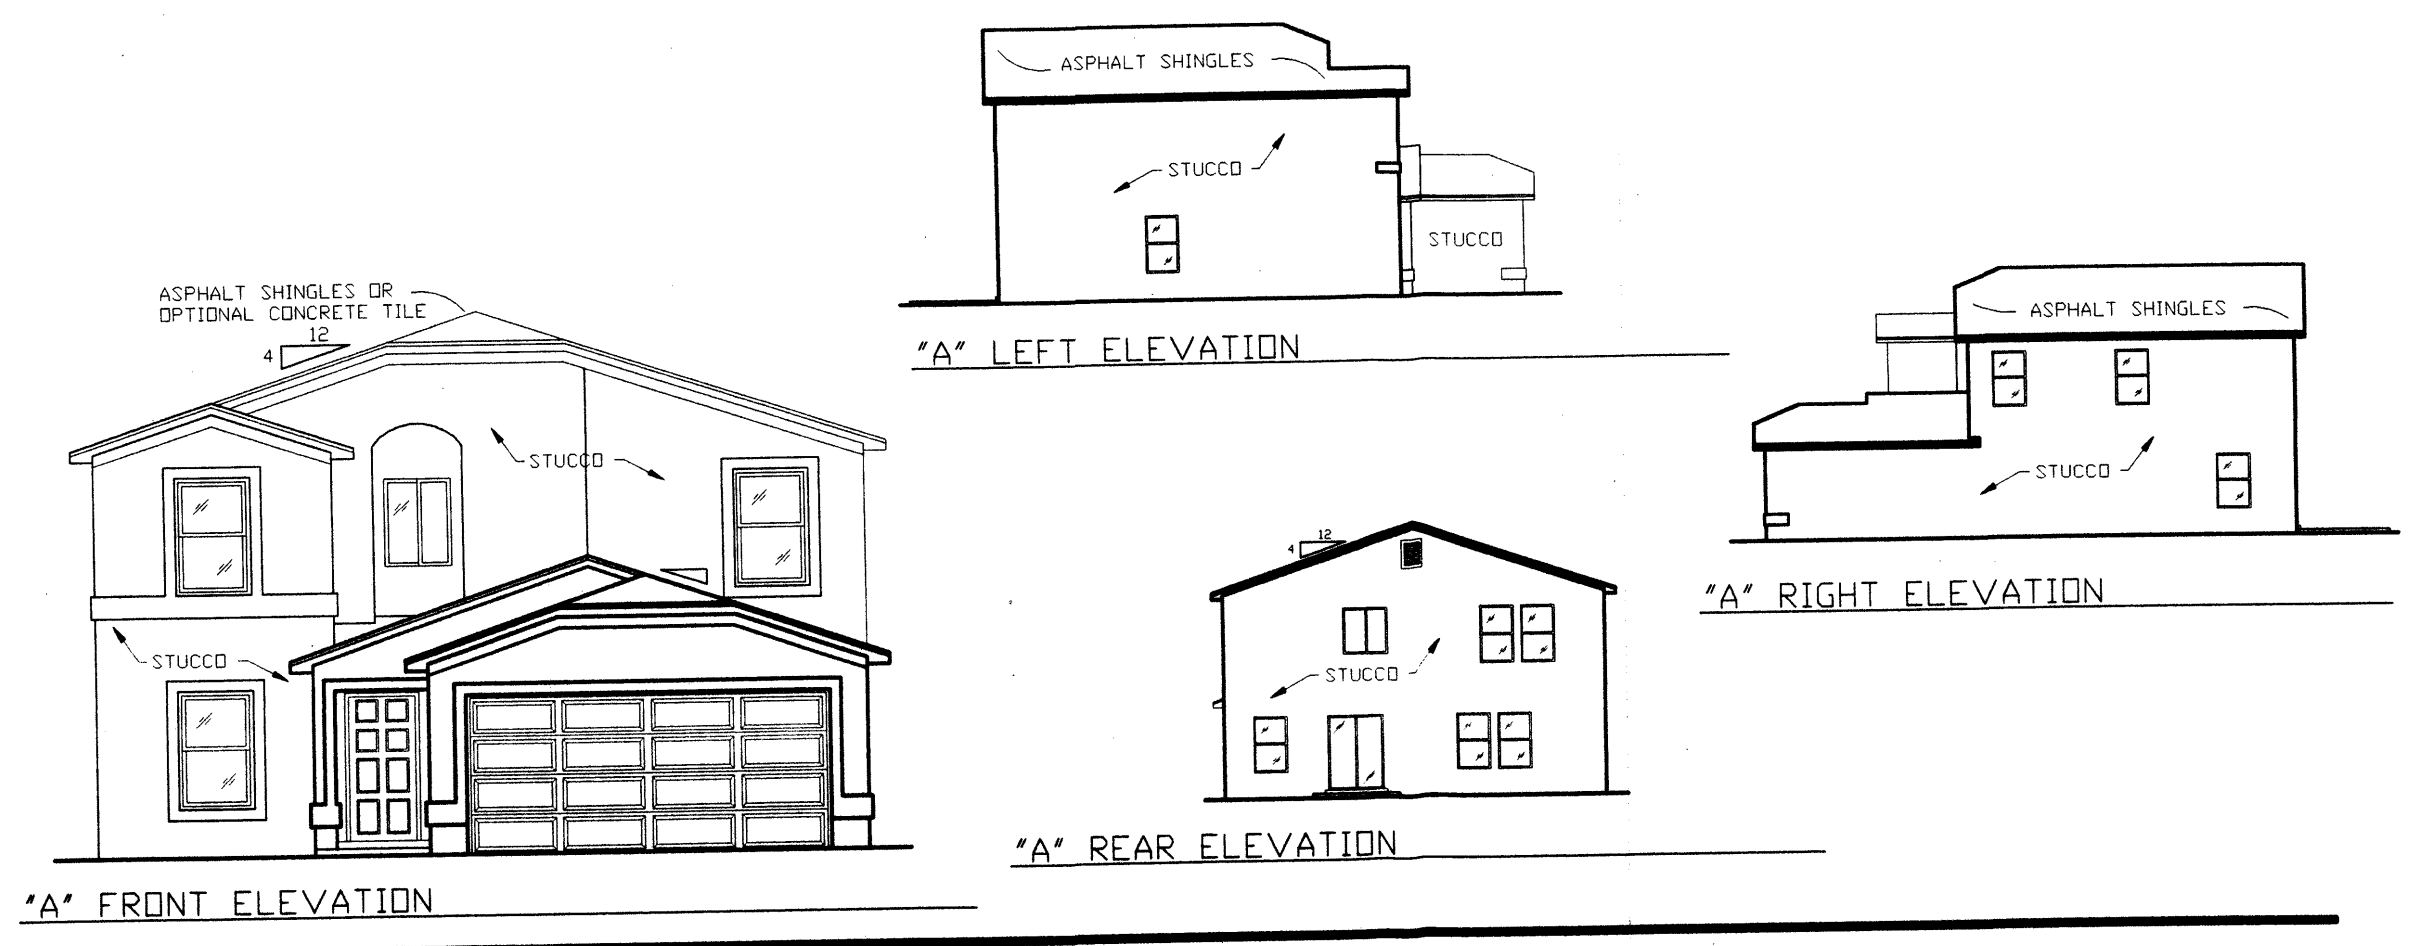 ASPHALT SHINGLES
STUCCO
STUCCO
"A" LEFT ELEVATION
ASPHALT SHINGLES OR
OPTIONAL CONCRETE TILE
12
4
STUCCO
STUCCO
"A" FRONT ELEVATION
ASPHALT SHINGLES
STUCCO
"A" RIGHT ELEVATION
12
4
STUCCO
"A" REAR ELEVATION